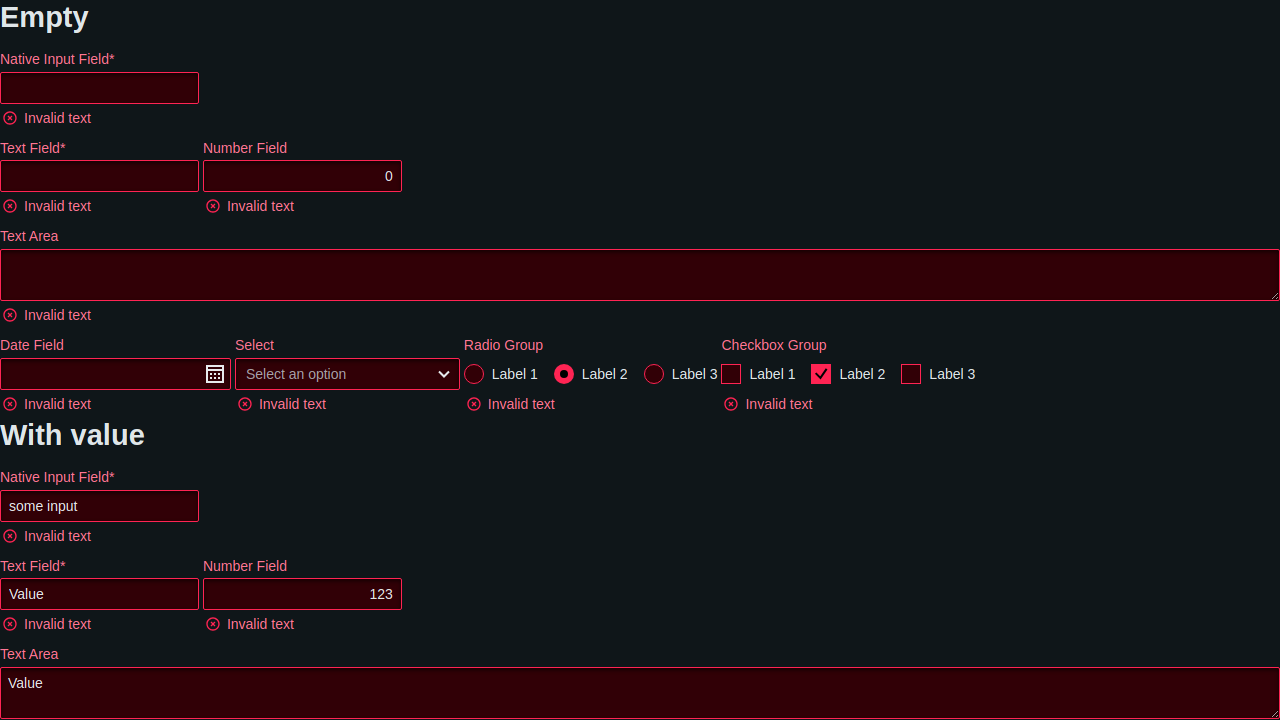 Empty
Native Input Field*
Invalid text
Text Field* Number Field
0
Invalid text Invalid text
Text Area
Invalid text
Date Field Select Radio Group Checkbox Group
Select an option Label 1 Label 2 Label 3 Label 1 Label 2 Label 3
Invalid text Invalid text Invalid text Invalid text
With value
Native Input Field*
some input
Invalid text
Text Field* Number Field
Value 123
Invalid text Invalid text
Text Area
Value